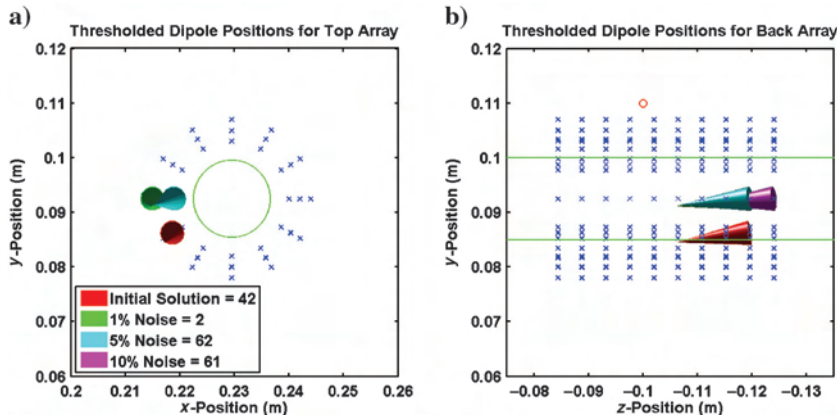 a)
Thresholded Dipole Positions for Top Array
0.12
0.11
0.1
0.09
0.08
0.07
0.06
y-Position (m)
Initial Solution = 42
1% Noise = 2
5% Noise = 62
10% Noise = 61
0.2 0.21 0.22 0.23 0.24 0.25 0.26
x-Position (m)
b)
Thresholded Dipole Positions for Back Array
0.12
0.11
0.1
0.09
0.08
0.07
0.06
y-Position (m)
−0.08 −0.09 −0.1 −0.11 −0.12 −0.13
z-Position (m)